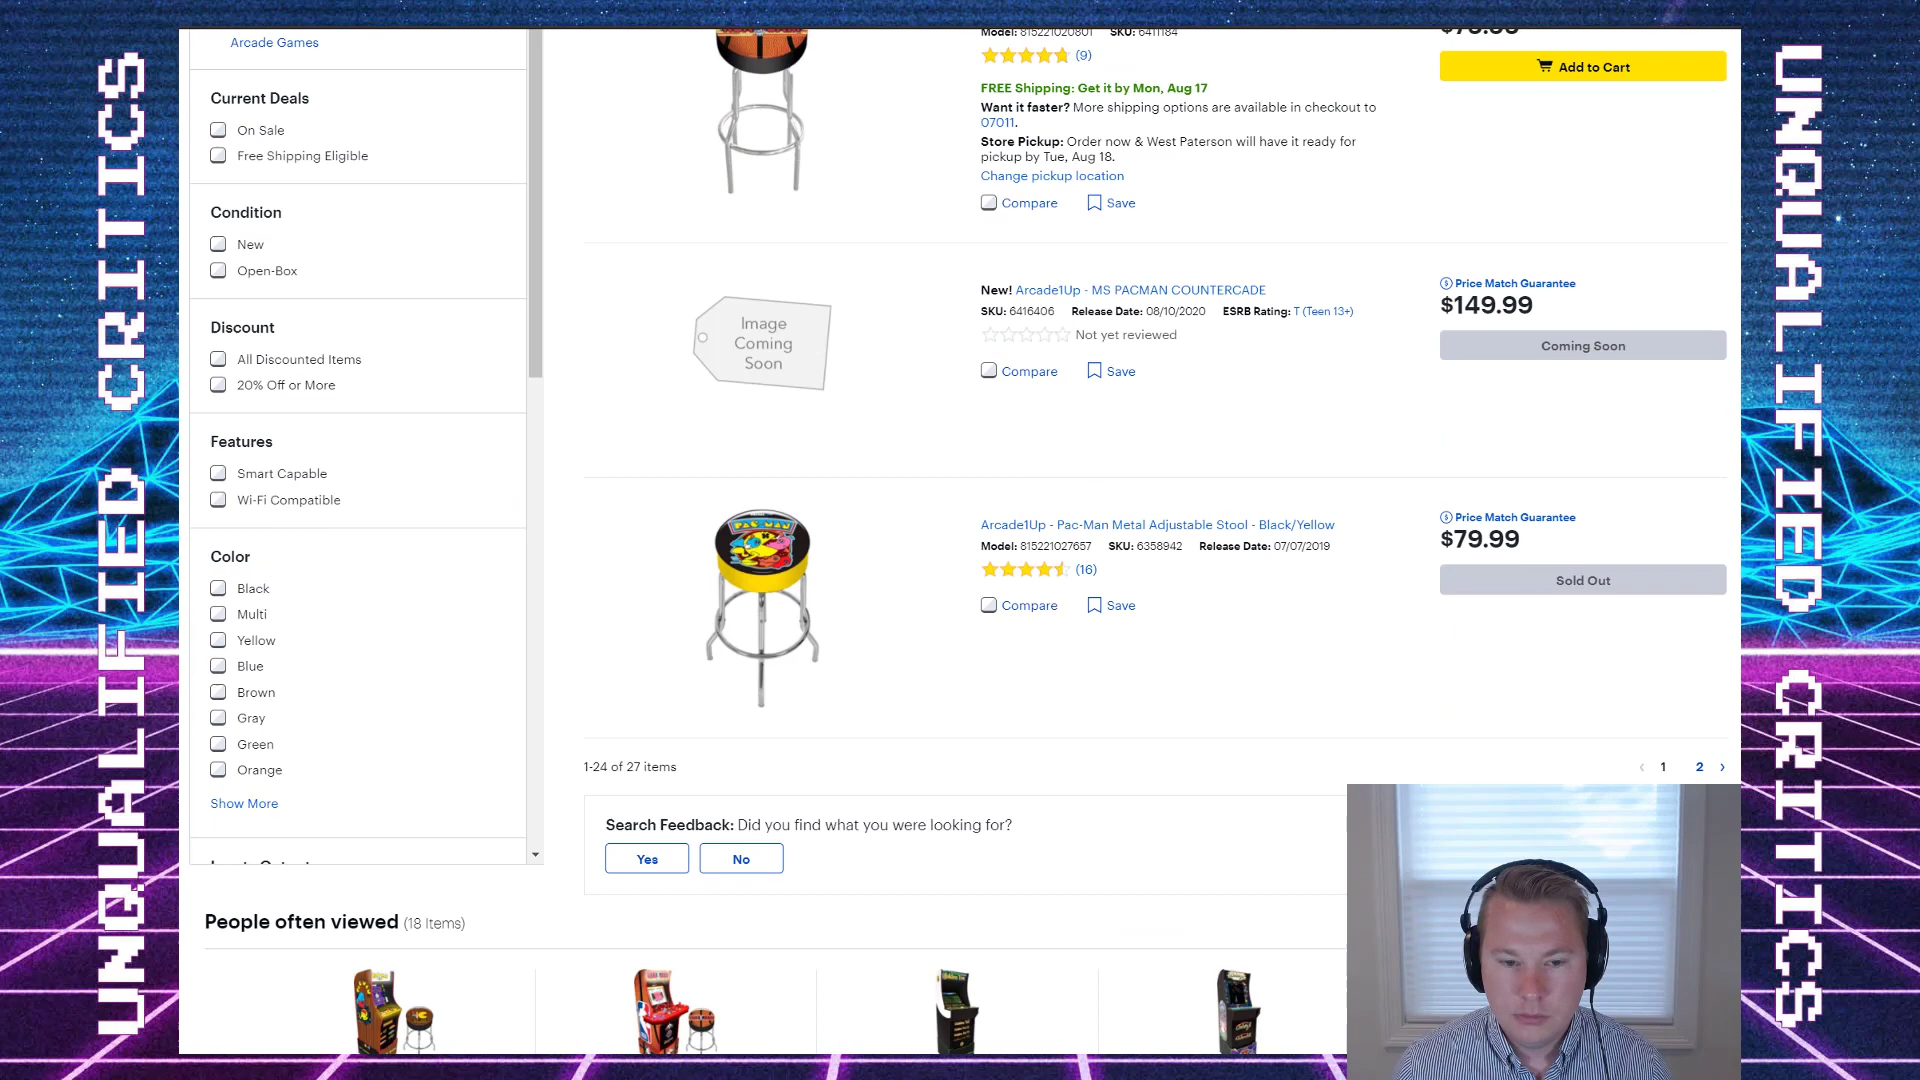 UNQUALIFIED CRITICS
Arcade Games
Current Deals
On Sale
Free Shipping Eligible
Condition
New
Open-Box
Discount
All Discounted Items
20% Off or More
Features
Smart Capable
Wi-Fi Compatible
Color
Black
Multi
Yellow
Blue
Brown
Gray
Green
Orange
Show More
Model: 815221020801 SKU: 6411184
(9)
FREE Shipping: Get it by Mon, Aug 17
Want it faster? More shipping options are available in checkout to
07011.
Store Pickup: Order now & West Paterson will have it ready for
pickup by Tue, Aug 18.
Change pickup location
Compare Save
Add to Cart
Image
Coming
Soon
New! Arcade1Up - MS PACMAN COUNTERCADE
SKU: 6416406 Release Date: 08/10/2020 ESRB Rating: T (Teen 13+)
Not yet reviewed
Compare Save
Price Match Guarantee
$149.99
Coming Soon
PAC-MAN
Arcade1Up - Pac-Man Metal Adjustable Stool - Black/Yellow
Model: 815221027657 SKU: 6358942 Release Date: 07/07/2019
(16)
Compare Save
Price Match Guarantee
$79.99
Sold Out
1-24 of 27 items
‹ 1 2 ›
Search Feedback: Did you find what you were looking for?
Yes No
People often viewed (18 Items)
UNQUALIFIED CRITICS